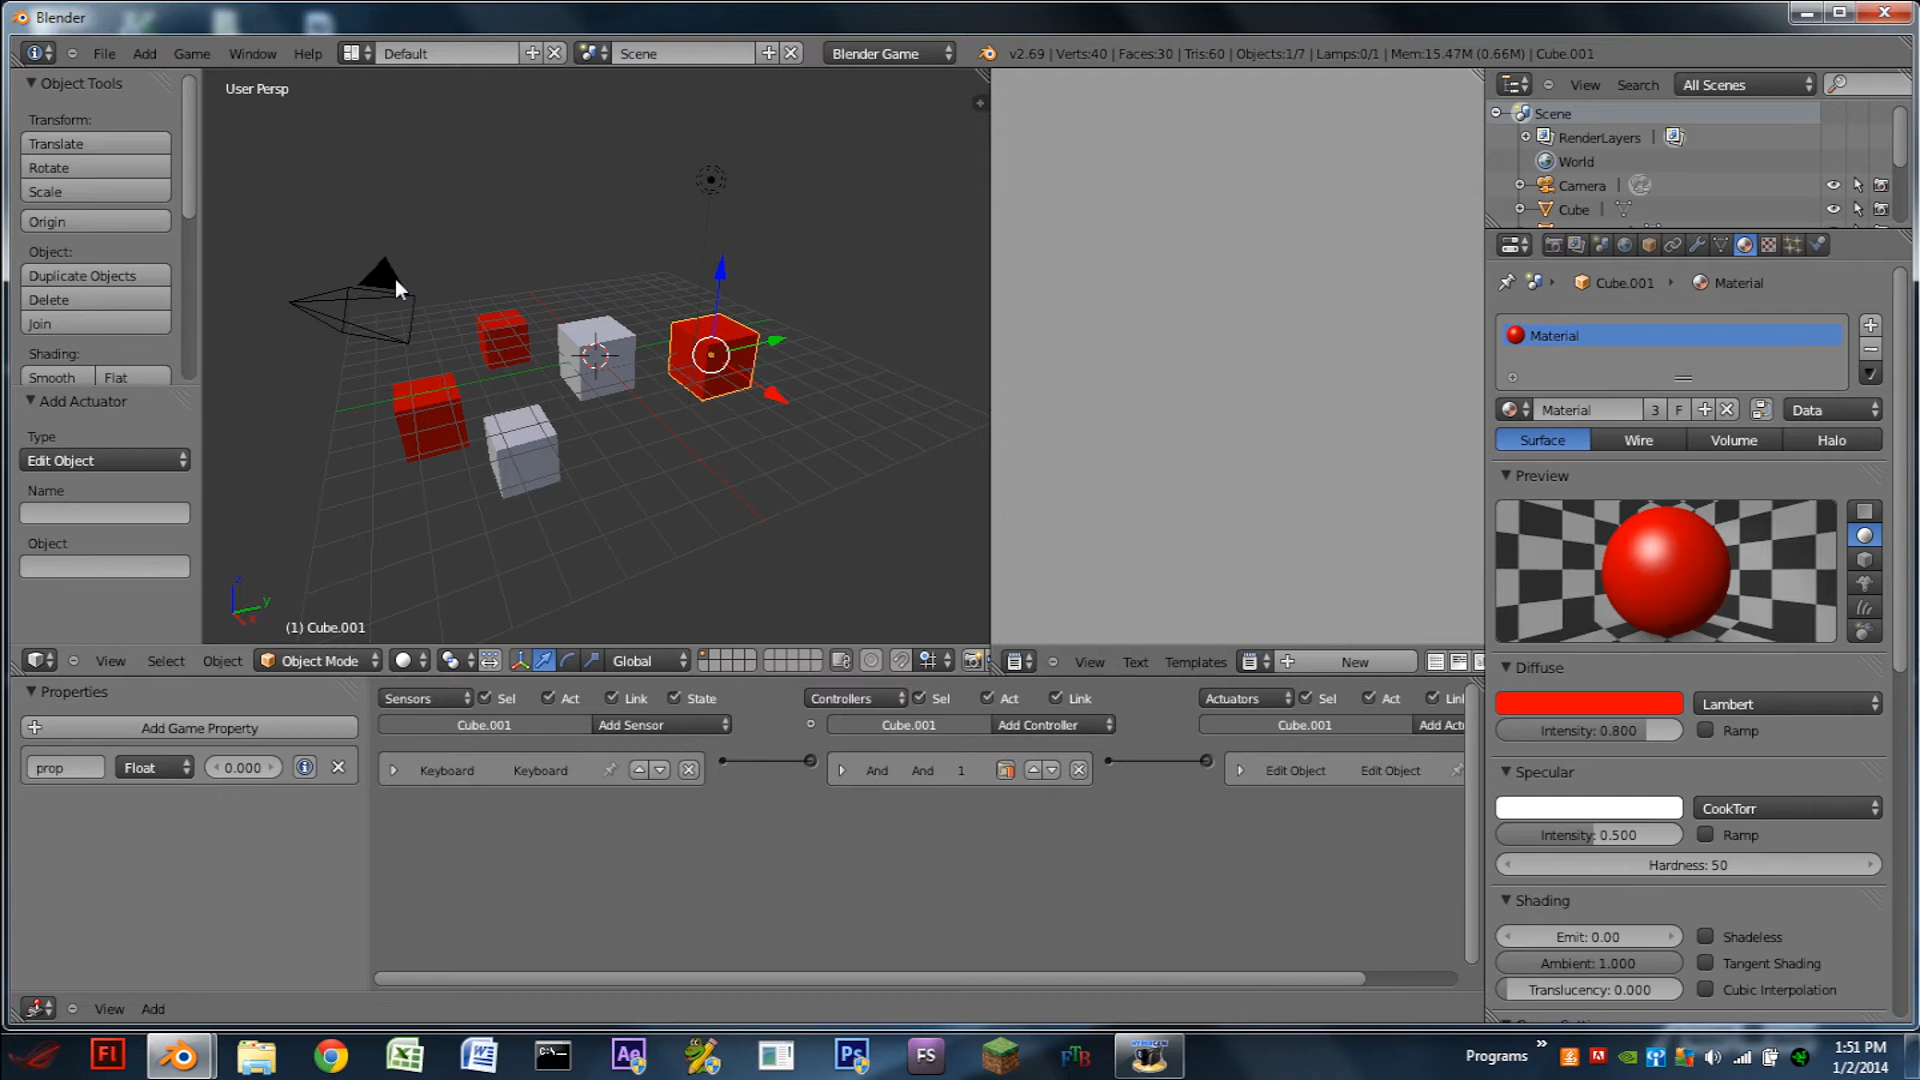 Blender
File Add Game Window Help Default Scene Blender Game v2.69 | Verts:40 | Faces:30 | Tris:60 | Objects:1/7 | Lamps:0/1 | Mem:15.47M (0.66M) | Cube.001
Object Tools
Transform:
Translate
Rotate
Scale
Origin
Object:
Duplicate Objects
Delete
Join
Shading:
Smooth Flat
Add Actuator
Type
Edit Object
Name
Object
User Persp
z
y
x
(1) Cube.001
View Select Object Object Mode Global
View Text Templates New
View Search All Scenes
Scene
RenderLayers |
World
Camera |
Cube |
Cube.001 Material
Material
Material 3 F Data
Surface Wire Volume Halo
Preview
Diffuse
Lambert
Intensity: 0.800 Ramp
Specular
CookTorr
Intensity: 0.500 Ramp
Hardness: 50
Shading
Emit: 0.00 Shadeless
Ambient: 1.000 Tangent Shading
Translucency: 0.000 Cubic Interpolation
Properties
Add Game Property
prop Float 0.000
Sensors Sel Act Link State Controllers Sel Act Link Actuators Sel Act Link
Cube.001 Add Sensor Cube.001 Add Controller Cube.001 Add Actu
Keyboard Keyboard And And 1 Edit Object Edit Object
View Add
Fl Ae Ps FS FTB
Programs
1:51 PM
1/2/2014